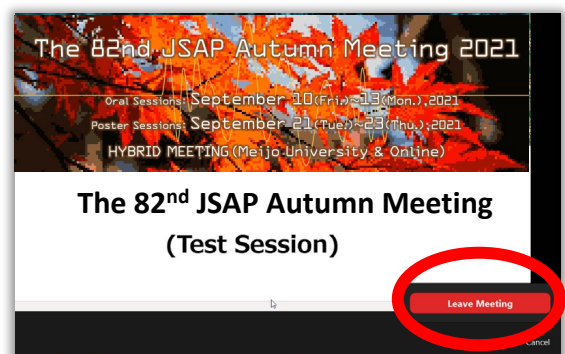 The 82nd JSAP Autumn Meeting 2021
Oral Sessions: September 10(Fri.)~13(Mon.),2021
Poster Sessions: September 21(Tue.)~23(Thu.),2021
HYBRID MEETING(Meijo University & Online)
The 82nd JSAP Autumn Meeting
(Test Session)
Leave Meeting
Cancel